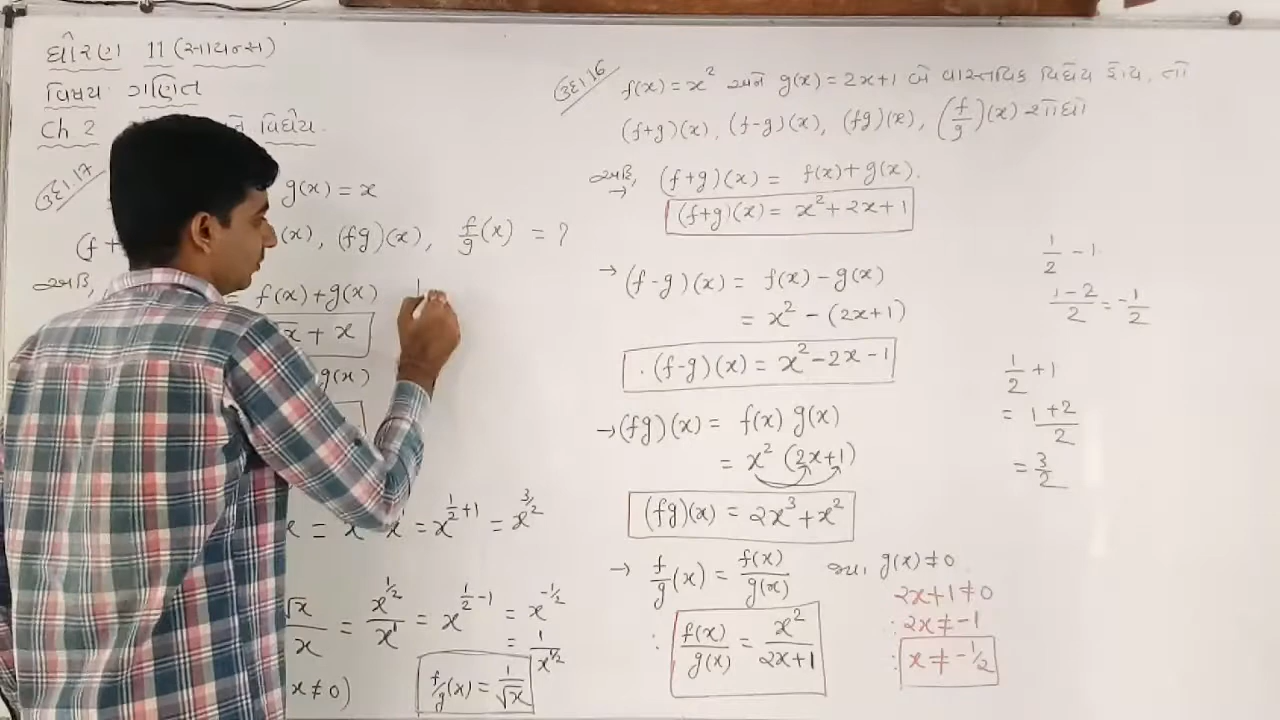 ધોરણ 11 (સાયન્સ)
વિષય ગણિત
Ch 2 વિધેય.
ઉદા.17
g(x) = x
(f+ (x), (fg)(x), f/g (x) = ?
અહિં,
= f(x)+g(x)
√x + x
g(x)
x = x x¹ = x^(1/2+1) = x^(3/2)
√x/x = x^(1/2)/x¹ = x^(1/2-1) = x^(-1/2)
= 1/x^(1/2)
x ≠ 0)
f/g (x) = 1/√x
ઉદા.16
f(x) = x² અને g(x) = 2x+1 બે વાસ્તવિક વિધેય હોય, તો
(f+g)(x), (f-g)(x), (fg)(x), (f/g)(x) શોધો
અહિં,
→ (f+g)(x) = f(x)+g(x).
(f+g)(x) = x²+2x+1
→ (f-g)(x) = f(x)-g(x)
= x² - (2x+1)
. (f-g)(x) = x²-2x-1
→ (fg)(x) = f(x) g(x)
= x² (2x+1)
(fg)(x) = 2x³+x²
→ f/g (x) = f(x)/g(x) જ્યાં g(x) ≠ 0
2x+1 ≠ 0
: 2x ≠ -1
: x ≠ -1/2
: f(x)/g(x) = x²/2x+1
1/2 - 1
1-2/2 = -1/2
1/2 + 1
= 1+2/2
= 3/2